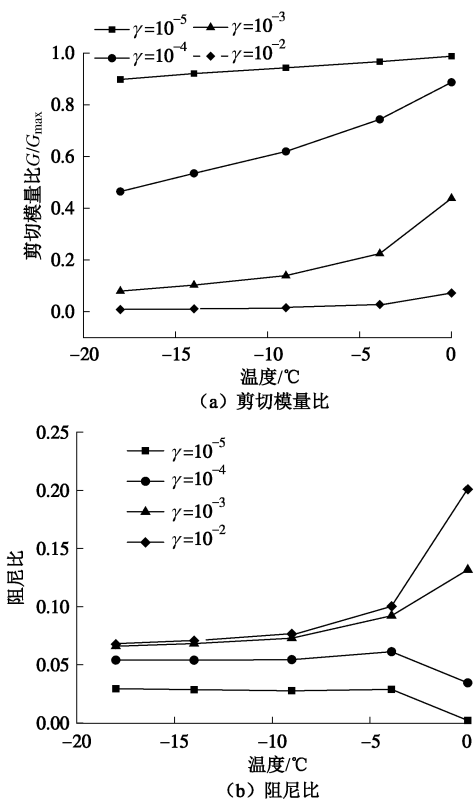 γ=10⁻⁵ γ=10⁻³
γ=10⁻⁴ γ=10⁻²
1.0
0.8
0.6
0.4
0.2
0.0
剪切模量比G/Gmax
−20 −15 −10 −5 0
温度/℃
（a）剪切模量比
0.25
0.20
0.15
0.10
0.05
0.00
阻尼比
γ=10⁻⁵
γ=10⁻⁴
γ=10⁻³
γ=10⁻²
−20 −15 −10 −5 0
温度/℃
（b）阻尼比